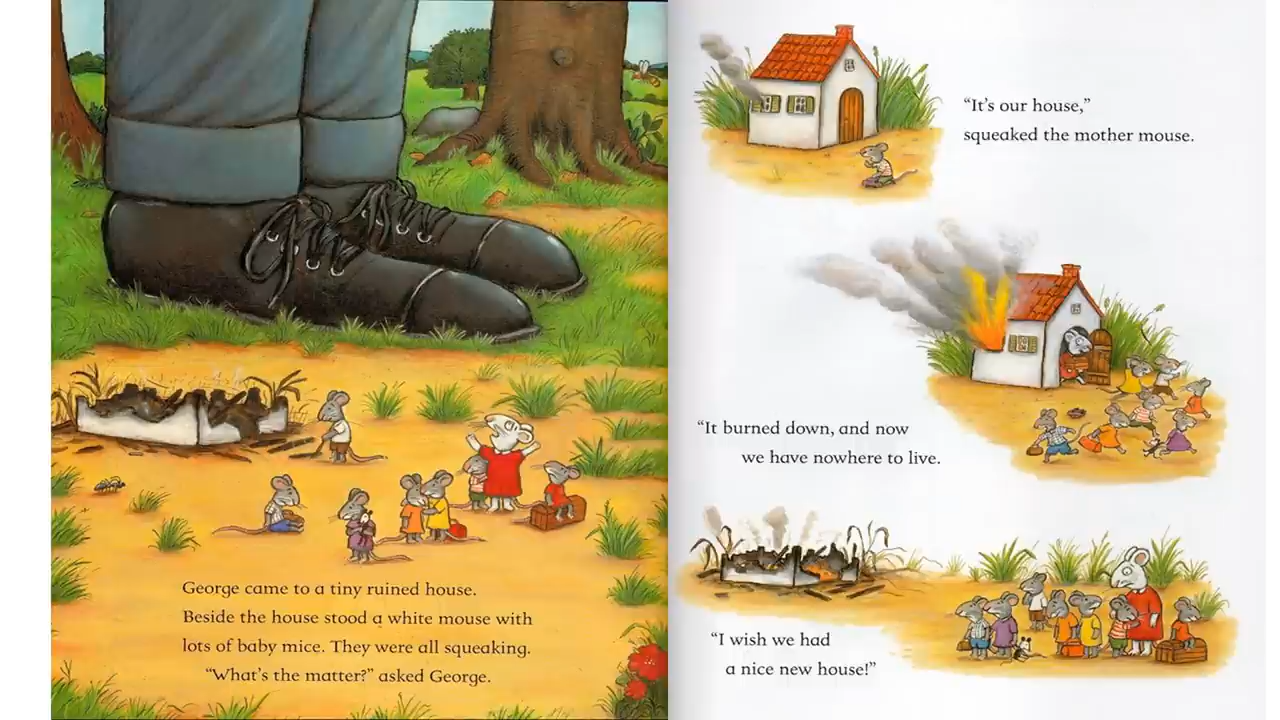 George came to a tiny ruined house.
Beside the house stood a white mouse with
lots of baby mice. They were all squeaking.
"What's the matter?" asked George.
"It's our house,"
squeaked the mother mouse.
"It burned down, and now
we have nowhere to live.
"I wish we had
a nice new house!"